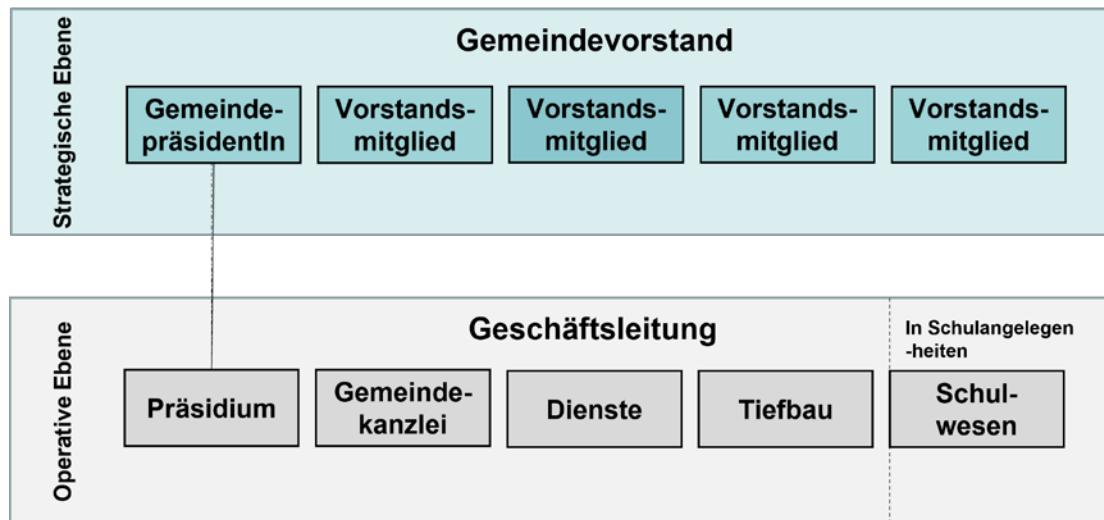 Strategische Ebene
Gemeindevorstand
Gemeinde-
präsidentIn
Vorstands-
mitglied
Vorstands-
mitglied
Vorstands-
mitglied
Vorstands-
mitglied
Operative Ebene
Geschäftsleitung
In Schulangelegen
-heiten
Präsidium
Gemeinde-
kanzlei
Dienste
Tiefbau
Schul-
wesen